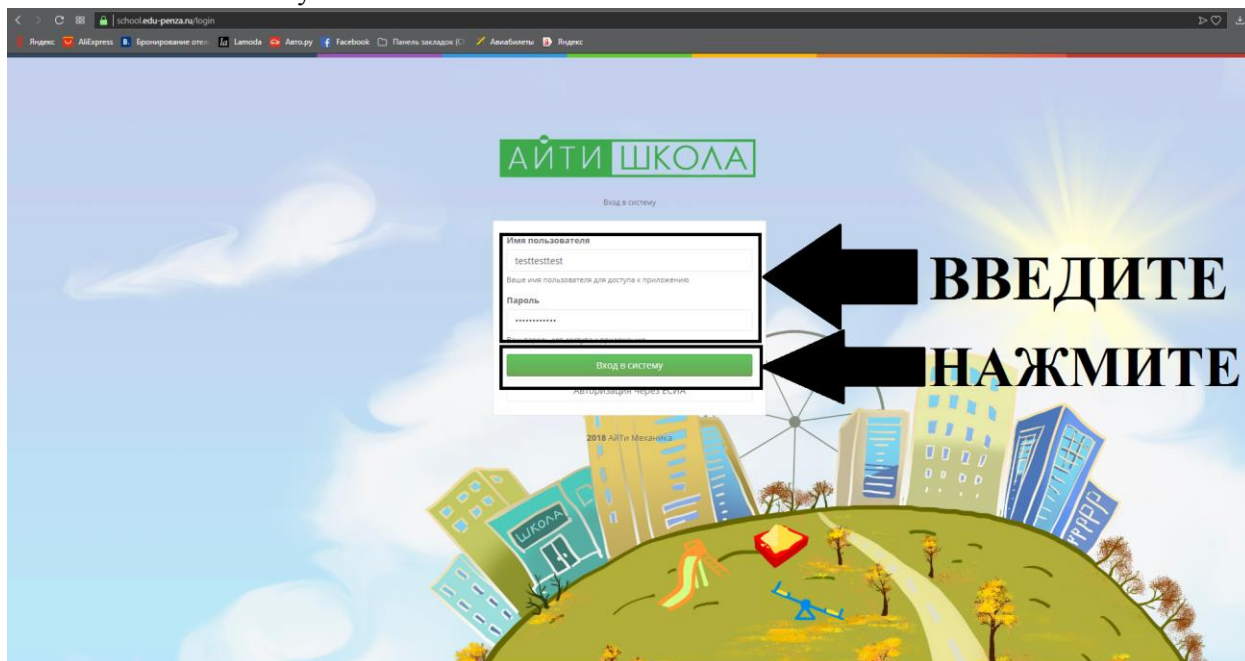 school.edu-penza.ru/login
Яндекс AliExpress Бронирование отел Lamoda Авто.ру Facebook Панель закладок (С Авиабилеты Яндекс
АЙТИ ШКОЛА
Вход в систему
Имя пользователя
testtesttest
Ваше имя пользователя для доступа к приложению
ВВЕДИТЕ
Пароль
••••••••••••
Вход в систему
НАЖМИТЕ
Авторизация через ЕСИА
2018 АйТи Механика
ШКОЛА